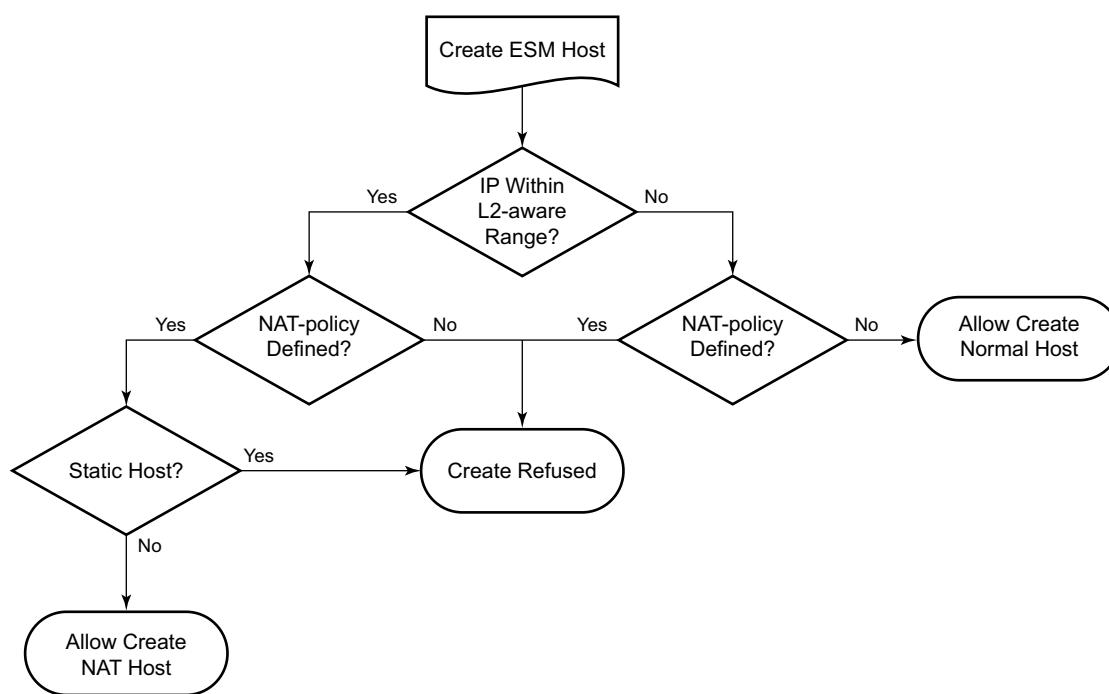 Create ESM Host
IP Within
L2-aware
Range?
Yes
No
NAT-policy
Defined?
Yes
No
NAT-policy
Defined?
Yes
No
Allow Create
Normal Host
Static Host?
Yes
No
Create Refused
Allow Create
NAT Host